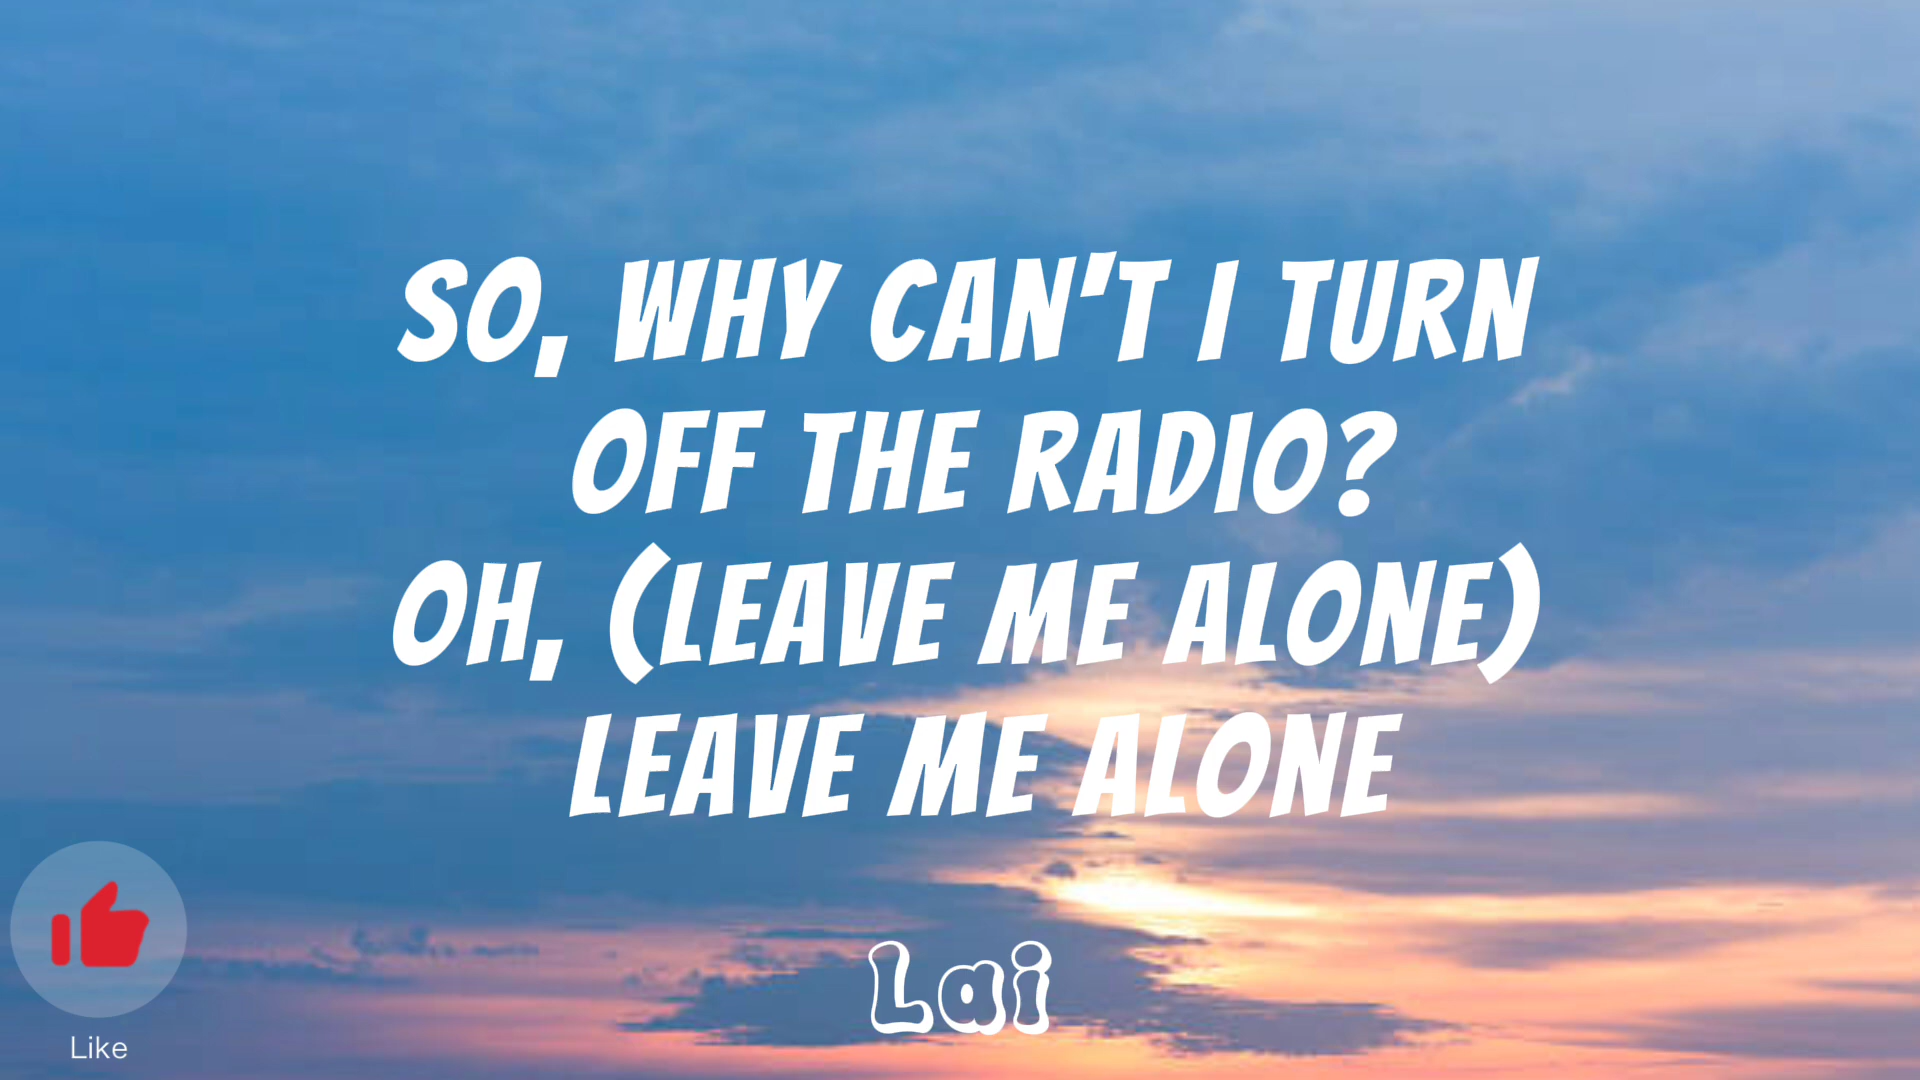 SO, WHY CAN'T I TURN
OFF THE RADIO?
OH, (LEAVE ME ALONE)
LEAVE ME ALONE
Lai
Like